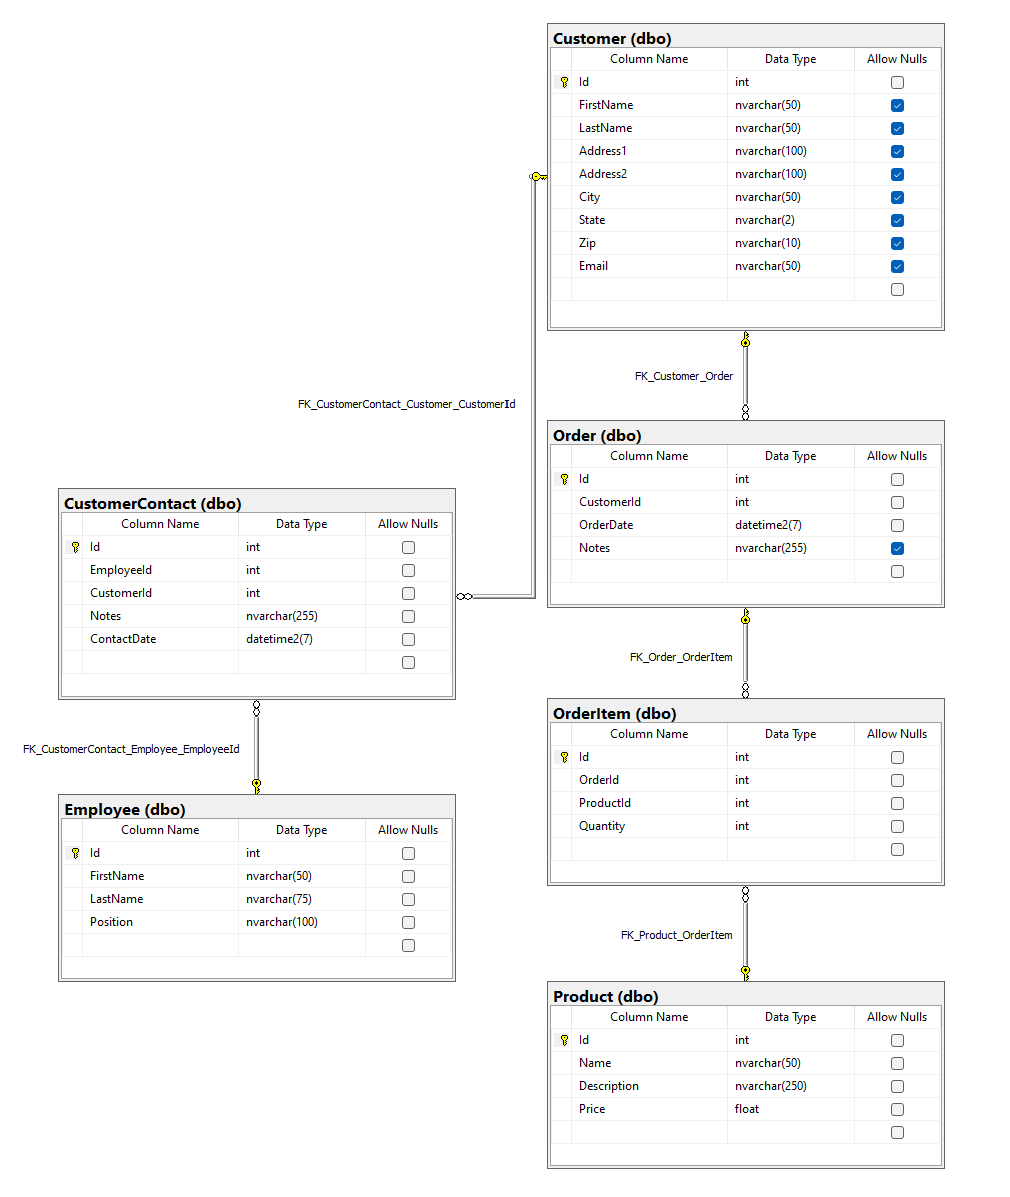 Customer (dbo)
Column Name Data Type Allow Nulls
Id int
FirstName nvarchar(50)
LastName nvarchar(50)
Address1 nvarchar(100)
Address2 nvarchar(100)
City nvarchar(50)
State nvarchar(2)
Zip nvarchar(10)
Email nvarchar(50)
FK_Customer_Order
FK_CustomerContact_Customer_CustomerId
Order (dbo)
Column Name Data Type Allow Nulls
Id int
CustomerId int
OrderDate datetime2(7)
Notes nvarchar(255)
CustomerContact (dbo)
Column Name Data Type Allow Nulls
Id int
EmployeeId int
CustomerId int
Notes nvarchar(255)
ContactDate datetime2(7)
FK_Order_OrderItem
OrderItem (dbo)
Column Name Data Type Allow Nulls
Id int
OrderId int
ProductId int
Quantity int
FK_CustomerContact_Employee_EmployeeId
Employee (dbo)
Column Name Data Type Allow Nulls
Id int
FirstName nvarchar(50)
LastName nvarchar(75)
Position nvarchar(100)
FK_Product_OrderItem
Product (dbo)
Column Name Data Type Allow Nulls
Id int
Name nvarchar(50)
Description nvarchar(250)
Price float